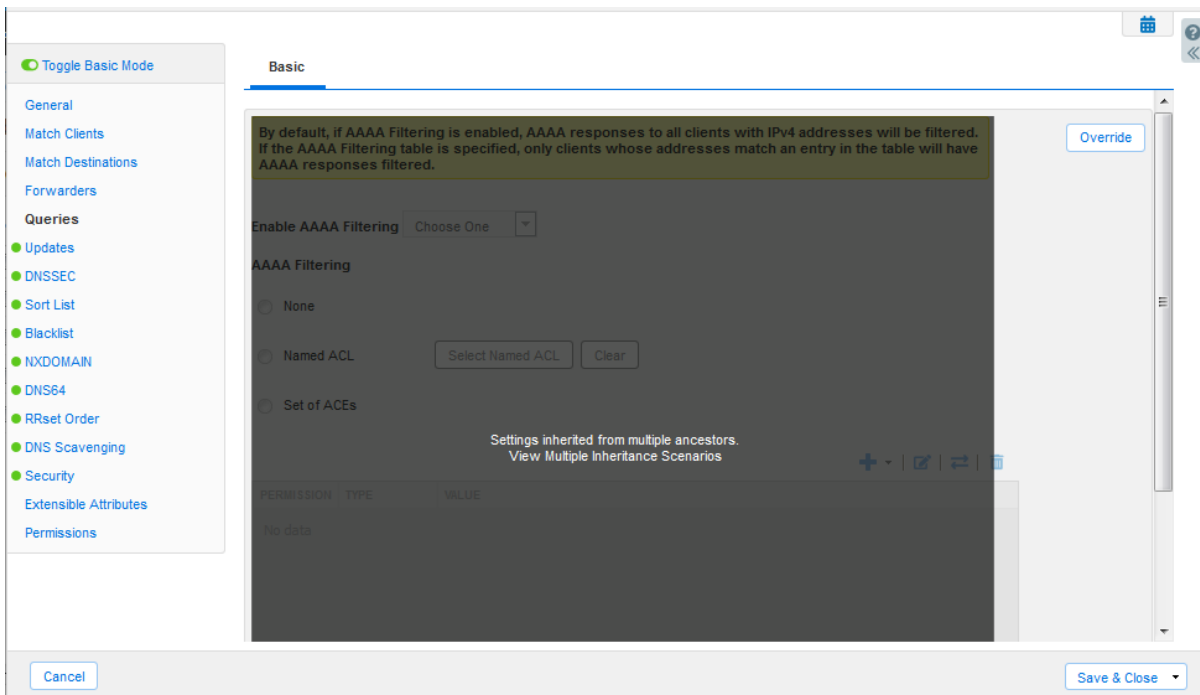 Toggle Basic Mode
General
Match Clients
Match Destinations
Forwarders
Queries
Updates
DNSSEC
Sort List
Blacklist
NXDOMAIN
DNS64
RRset Order
DNS Scavenging
Security
Extensible Attributes
Permissions
Basic
By default, if AAAA Filtering is enabled, AAAA responses to all clients with IPv4 addresses will be filtered.
If the AAAA Filtering table is specified, only clients whose addresses match an entry in the table will have
AAAA responses filtered.
Override
Enable AAAA Filtering Choose One
AAAA Filtering
None
Named ACL Select Named ACL Clear
Set of ACEs
Settings inherited from multiple ancestors.
View Multiple Inheritance Scenarios
PERMISSION TYPE VALUE
No data
Cancel
Save & Close